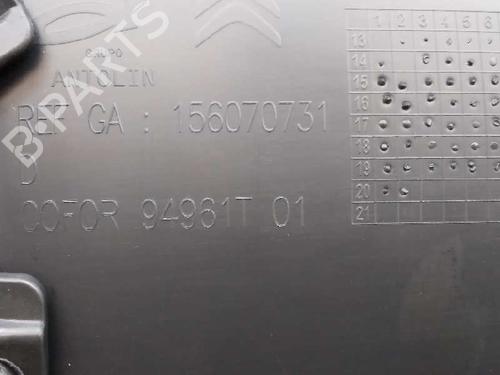 GRUPO
ANTOLIN
REF GA : 156070731
D
COFOR 94961T 01
B-PARTS
1 2 3 4 5 6
13
14
15
16
17
18
19
20
21